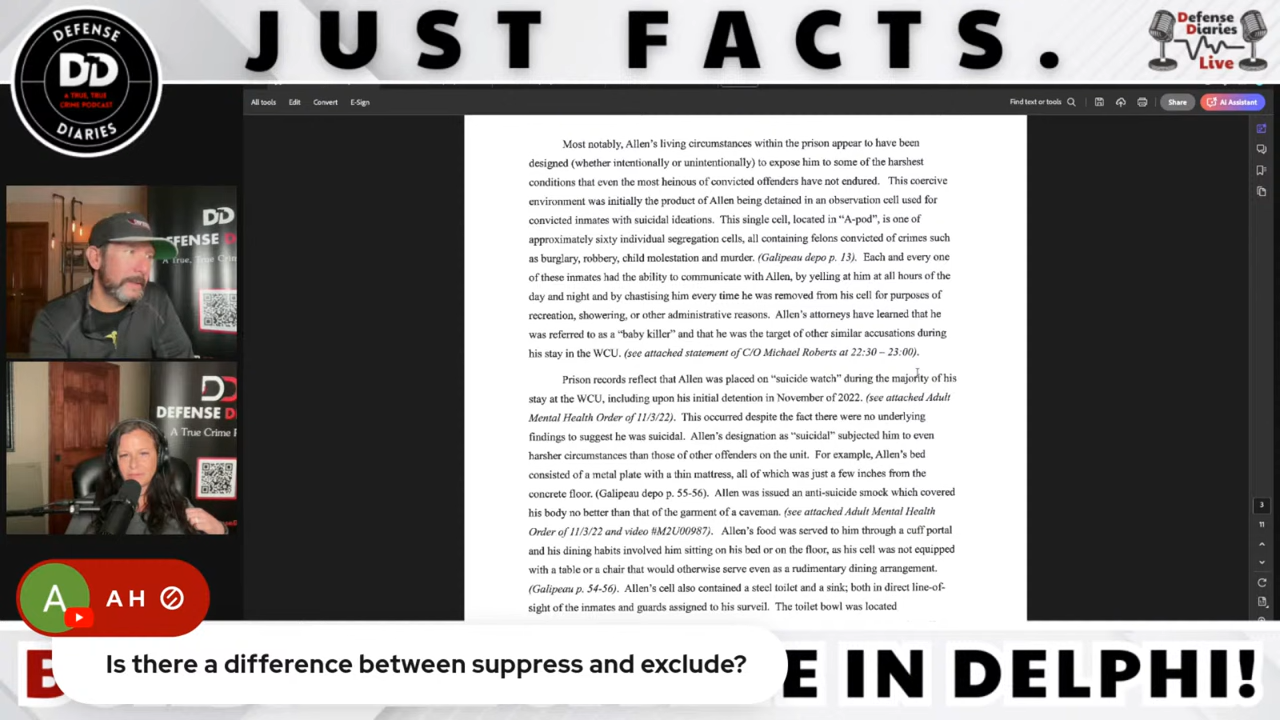 DEFENSE
DD
A TRUE, TRUE
CRIME PODCAST
DIARIES
JUST FACTS.
Defense
Diaries
Live
All tools
Edit
Convert
E-Sign
Find text or tools
Share
AI Assistant
Most notably, Allen's living circumstances within the prison appear to have been
designed (whether intentionally or unintentionally) to expose him to some of the harshest
conditions that even the most heinous of convicted offenders have not endured. This coercive
environment was initially the product of Allen being detained in an observation cell used for
convicted inmates with suicidal ideations. This single cell, located in “A-pod”, is one of
approximately sixty individual segregation cells, all containing felons convicted of crimes such
as burglary, robbery, child molestation and murder. (Galipeau depo p. 13). Each and every one
of these inmates had the ability to communicate with Allen, by yelling at him at all hours of the
day and night and by chastising him every time he was removed from his cell for purposes of
recreation, showering, or other administrative reasons. Allen's attorneys have learned that he
was referred to as a “baby killer” and that he was the target of other similar accusations during
his stay in the WCU. (see attached statement of C/O Michael Roberts at 22:30 – 23:00).
Prison records reflect that Allen was placed on “suicide watch” during the majority of his
stay at the WCU, including upon his initial detention in November of 2022. (see attached Adult
Mental Health Order of 11/3/22). This occurred despite the fact there were no underlying
findings to suggest he was suicidal. Allen's designation as “suicidal” subjected him to even
harsher circumstances than those of other offenders on the unit. For example, Allen's bed
consisted of a metal plate with a thin mattress, all of which was just a few inches from the
concrete floor. (Galipeau depo p. 55-56). Allen was issued an anti-suicide smock which covered
his body no better than that of the garment of a caveman. (see attached Adult Mental Health
Order of 11/3/22 and video #M2U00987). Allen's food was served to him through a cuff portal
and his dining habits involved him sitting on his bed or on the floor, as his cell was not equipped
with a table or a chair that would otherwise serve even as a rudimentary dining arrangement.
(Galipeau p. 54-56). Allen's cell also contained a steel toilet and a sink; both in direct line-of-
sight of the inmates and guards assigned to his surveil. The toilet bowl was located
3
11
DD
DEFENSE
A True, True Cri
DEFENSE D
A True Crime P
A
A H
Is there a difference between suppress and exclude?
E IN DELPHI!